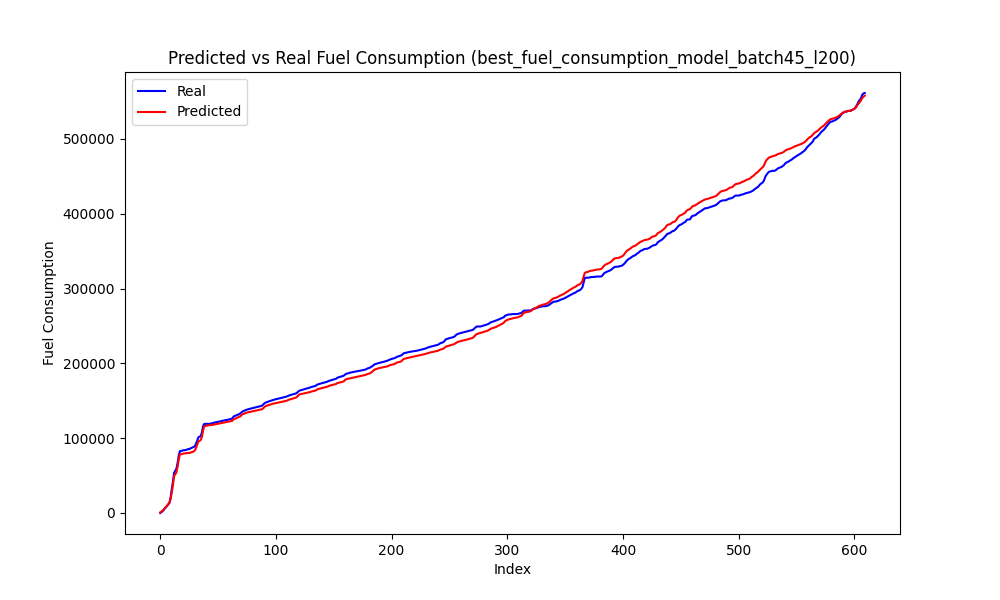 Predicted vs Real Fuel Consumption (best_fuel_consumption_model_batch45_l200)
Real
Predicted
500000
400000
300000
200000
100000
0
Fuel Consumption
0 100 200 300 400 500 600
Index